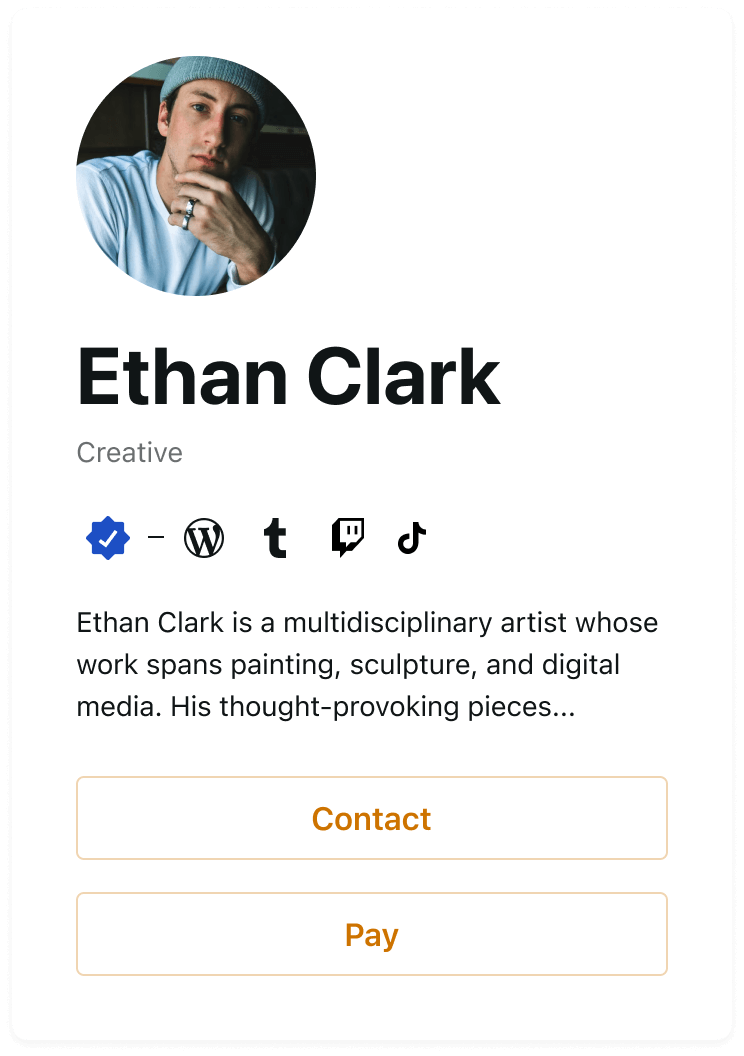 Ethan Clark
Creative
Ethan Clark is a multidisciplinary artist whose
work spans painting, sculpture, and digital
media. His thought-provoking pieces...
Contact
Pay